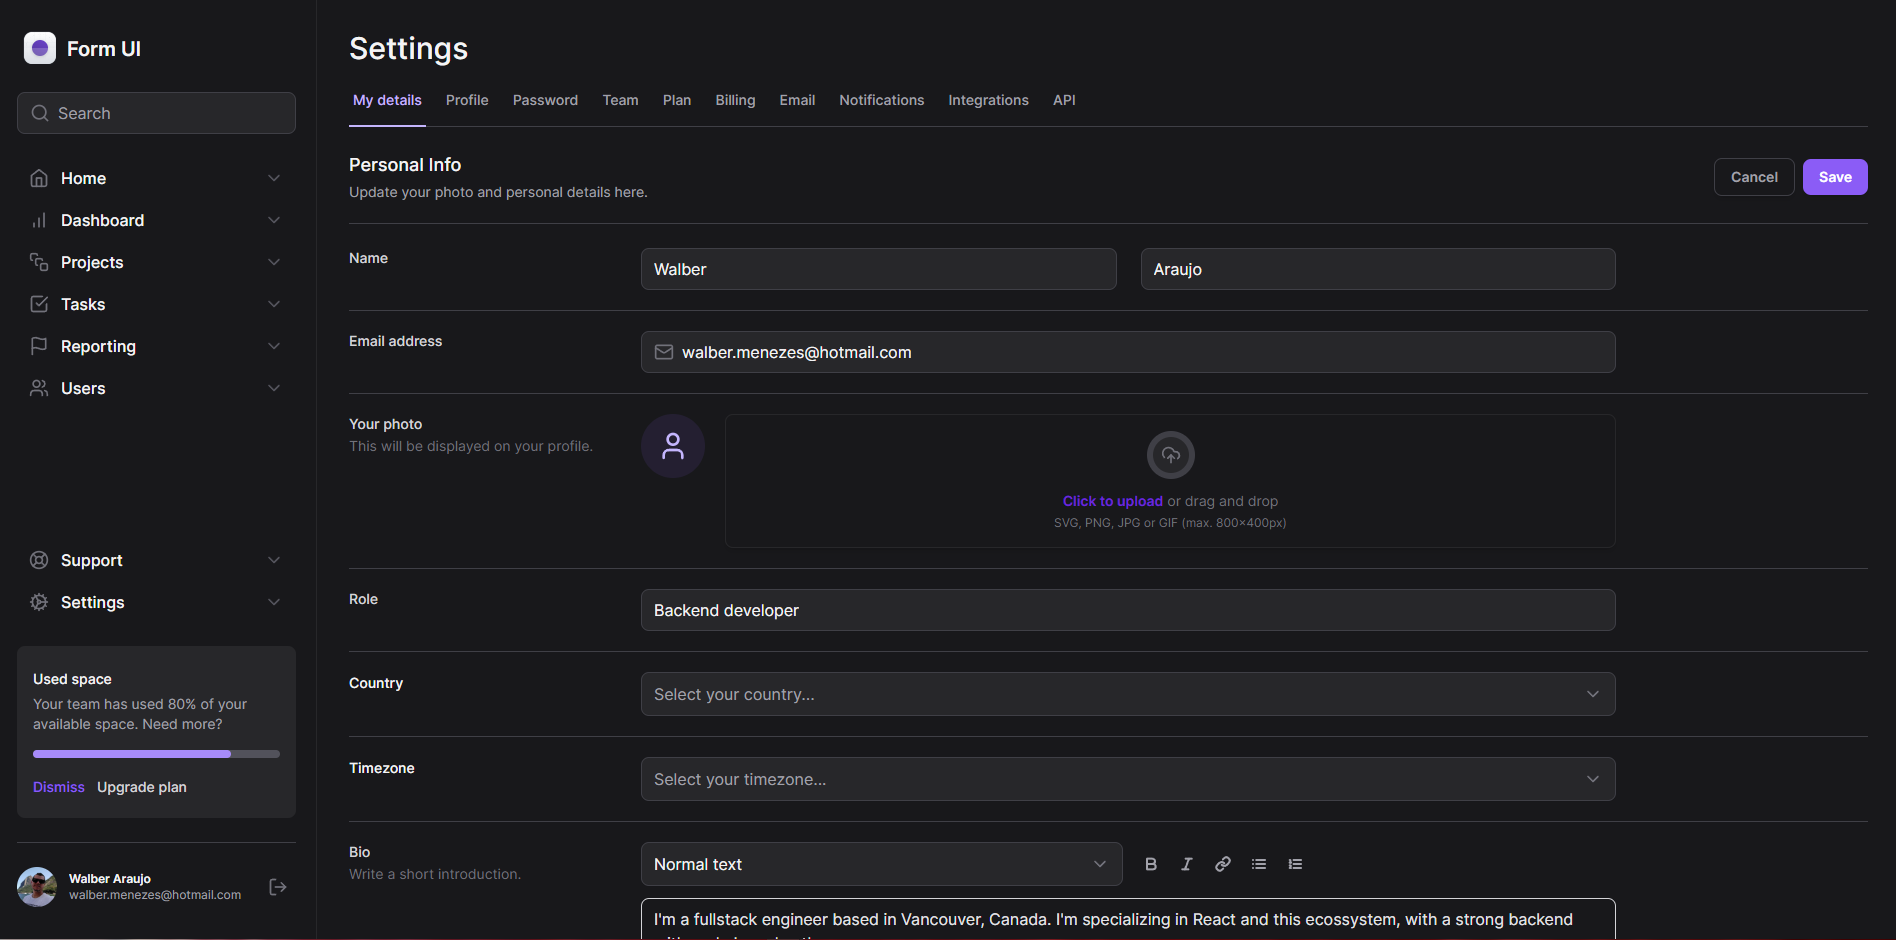 Form UI
Search
Home
Dashboard
Projects
Tasks
Reporting
Users
Support
Settings
Used space
Your team has used 80% of your
available space. Need more?
Dismiss Upgrade plan
Walber Araujo
walber.menezes@hotmail.com
Settings
My details Profile Password Team Plan Billing Email Notifications Integrations API
Personal Info
Update your photo and personal details here.
Cancel Save
Name
Walber Araujo
Email address
walber.menezes@hotmail.com
Your photo
This will be displayed on your profile.
Click to upload or drag and drop
SVG, PNG, JPG or GIF (max. 800×400px)
Role
Backend developer
Country
Select your country...
Timezone
Select your timezone...
Bio
Write a short introduction.
Normal text
I'm a fullstack engineer based in Vancouver, Canada. I'm specializing in React and this ecosystem, with a strong backend